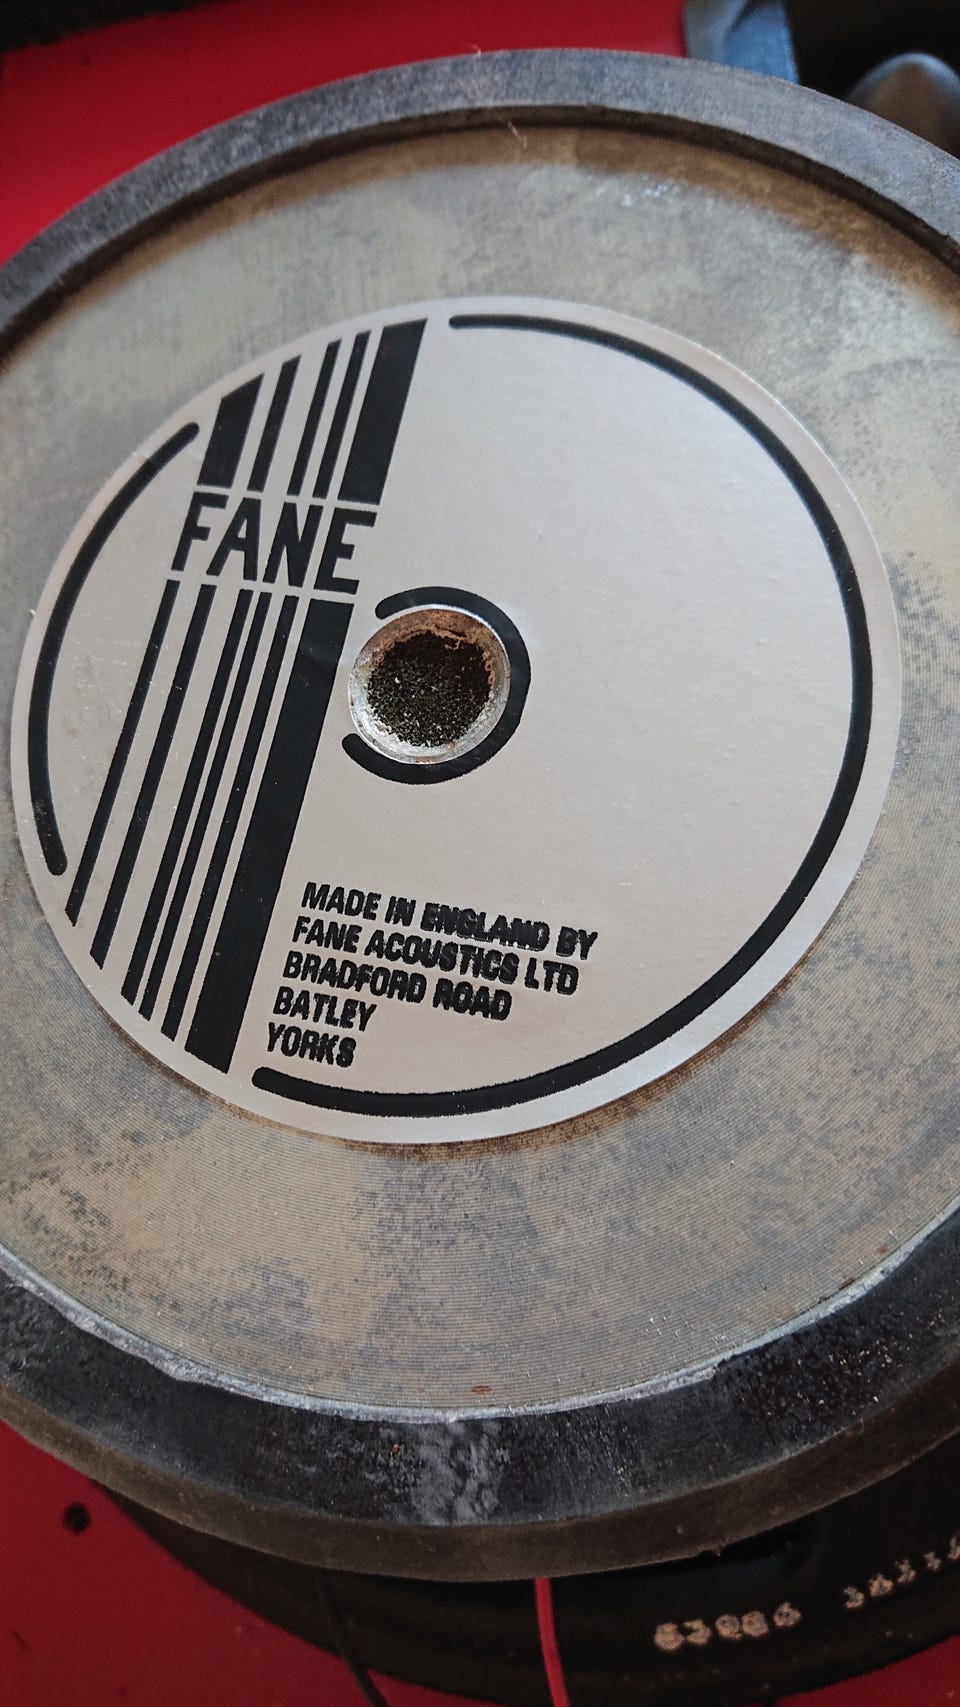 FANE
MADE IN ENGLAND BY
FANE ACOUSTICS LTD
BRADFORD ROAD
BATLEY
YORKS